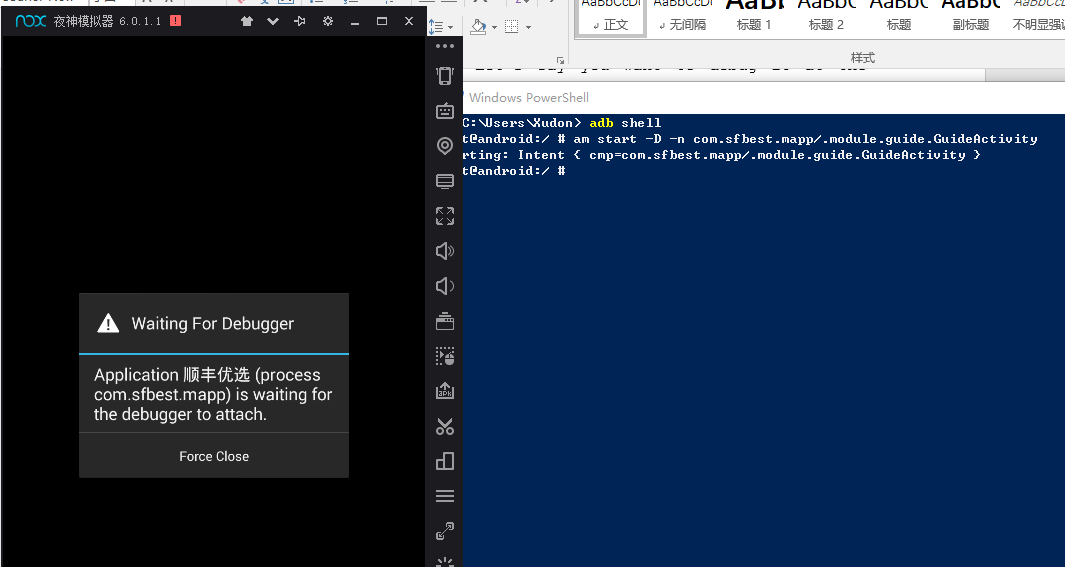 nox 夜神模拟器 6.0.1.1
AaBbCcDc AaBbCcDc AaBb AaBbC AaBbC AaBbC AaBbCcDc
正文 无间隔 标题 1 标题 2 标题 副标题 不明显强调
样式
Windows PowerShell
C:\Users\Xudon> adb shell
t@android:/ # am start -D -n com.sfbest.mapp/.module.guide.GuideActivity
rting: Intent { cmp=com.sfbest.mapp/.module.guide.GuideActivity }
t@android:/ #
Waiting For Debugger
Application 顺丰优选 (process
com.sfbest.mapp) is waiting for
the debugger to attach.
Force Close